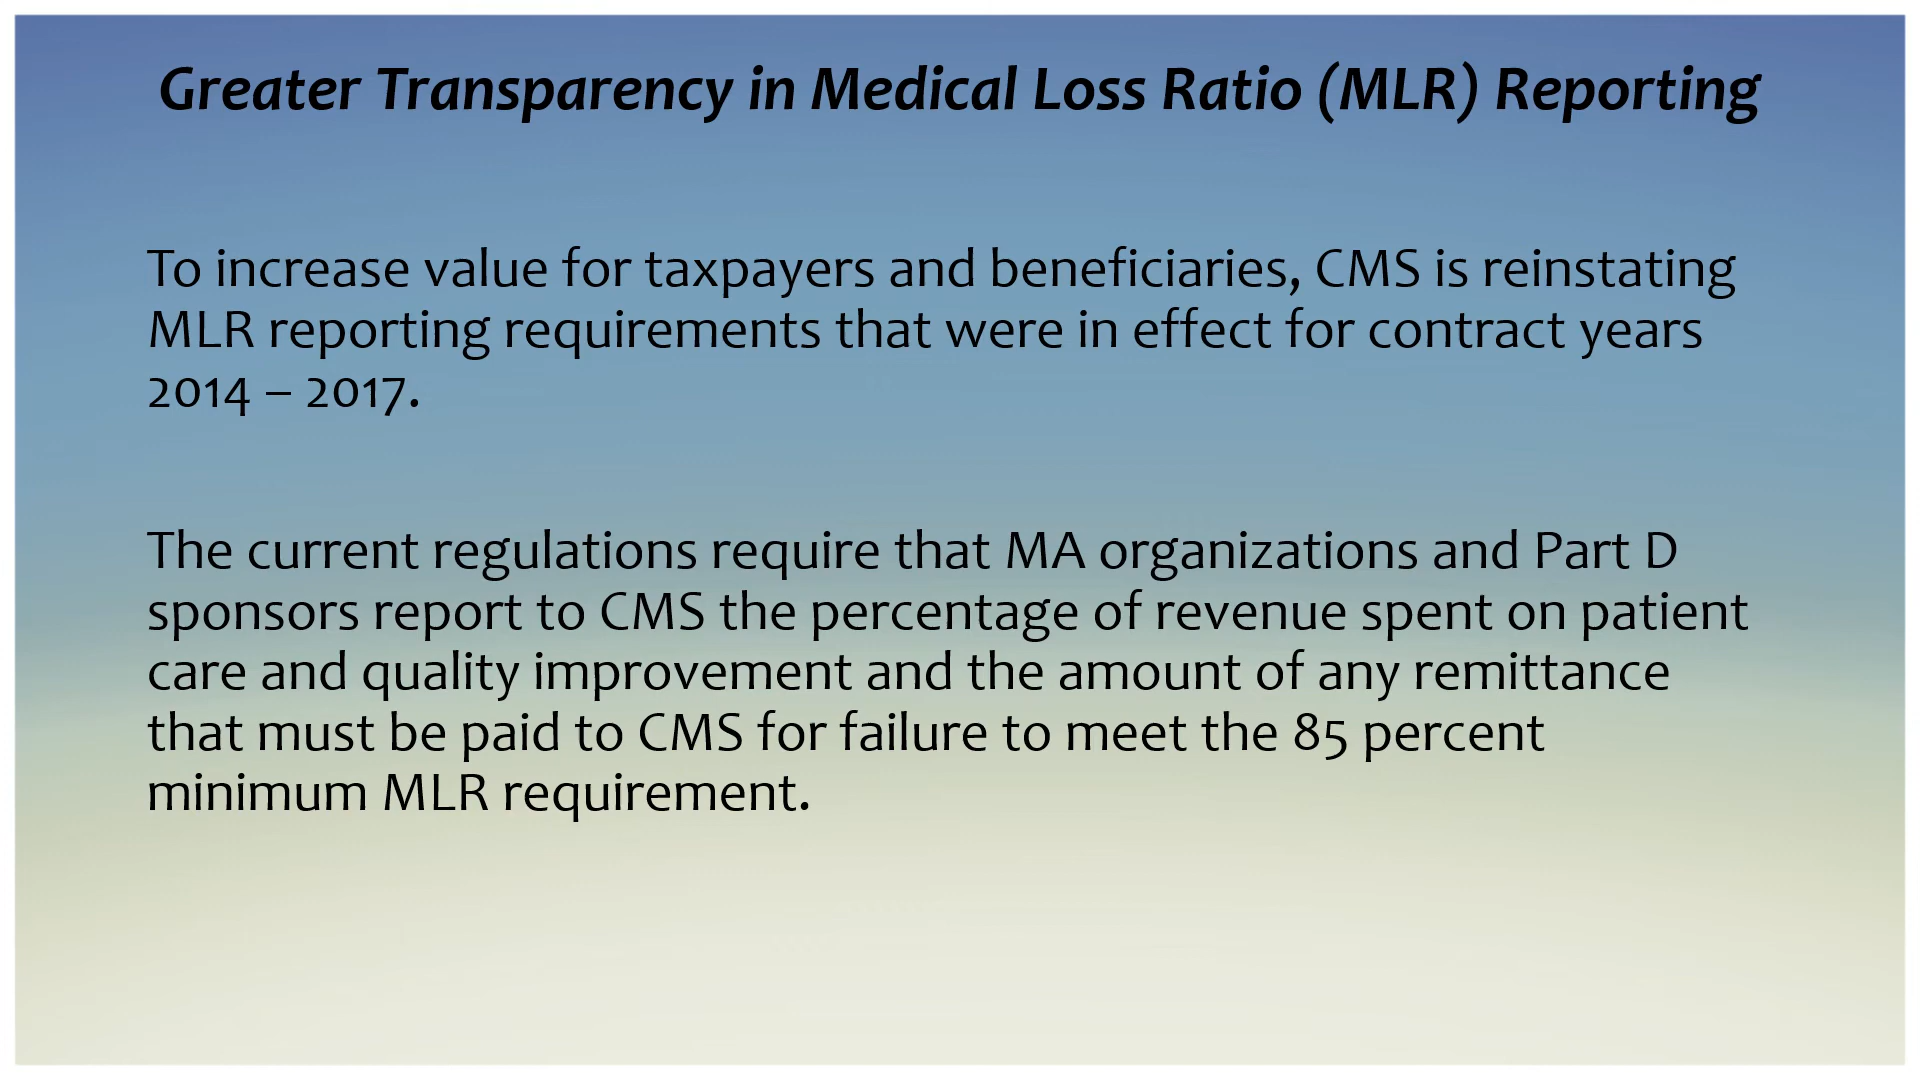 Greater Transparency in Medical Loss Ratio (MLR) Reporting
To increase value for taxpayers and beneficiaries, CMS is reinstating
MLR reporting requirements that were in effect for contract years
2014 – 2017.
The current regulations require that MA organizations and Part D
sponsors report to CMS the percentage of revenue spent on patient
care and quality improvement and the amount of any remittance
that must be paid to CMS for failure to meet the 85 percent
minimum MLR requirement.